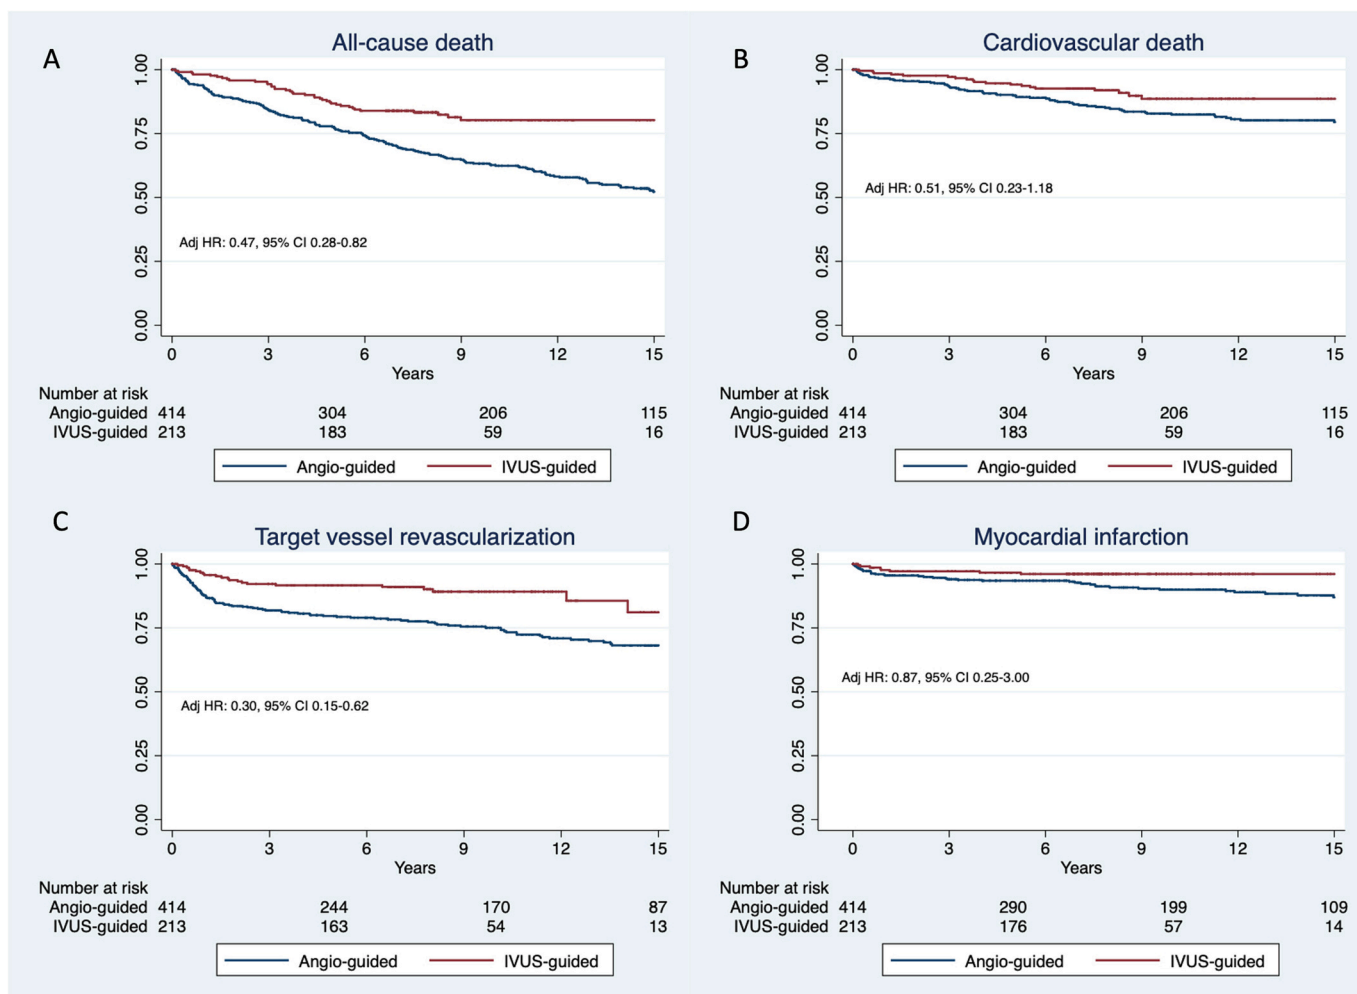 A
All-cause death
1.00
0.75
0.50
0.25
0.00
Adj HR: 0.47, 95% CI 0.28-0.82
0 3 6 9 12 15
Years
Number at risk
Angio-guided 414 304 206 115
IVUS-guided 213 183 59 16
Angio-guided IVUS-guided
B
Cardiovascular death
1.00
0.75
0.50
0.25
0.00
Adj HR: 0.51, 95% CI 0.23-1.18
0 3 6 9 12 15
Years
Number at risk
Angio-guided 414 304 206 115
IVUS-guided 213 183 59 16
Angio-guided IVUS-guided
C
Target vessel revascularization
1.00
0.75
0.50
0.25
0.00
Adj HR: 0.30, 95% CI 0.15-0.62
0 3 6 9 12 15
Years
Number at risk
Angio-guided 414 244 170 87
IVUS-guided 213 163 54 13
Angio-guided IVUS-guided
D
Myocardial infarction
1.00
0.75
0.50
0.25
0.00
Adj HR: 0.87, 95% CI 0.25-3.00
0 3 6 9 12 15
Years
Number at risk
Angio-guided 414 290 199 109
IVUS-guided 213 176 57 14
Angio-guided IVUS-guided